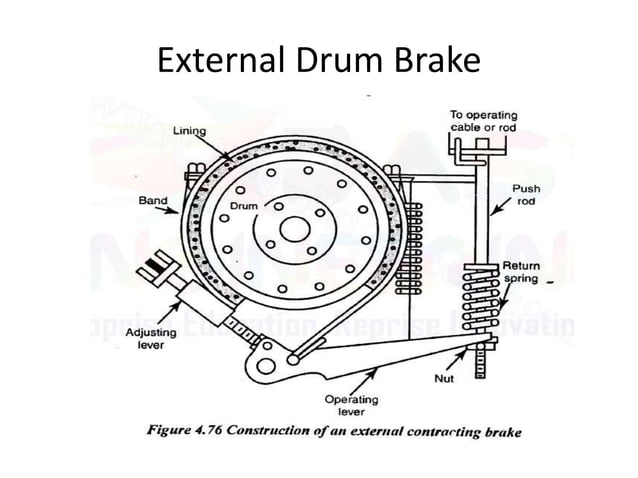 External Drum Brake
To operating
cable or rod
Lining
Push
rod
Band
Drum
Return
spring
Adjusting
lever
Nut
Operating
lever
Figure 4.76 Construction of an external contracting brake